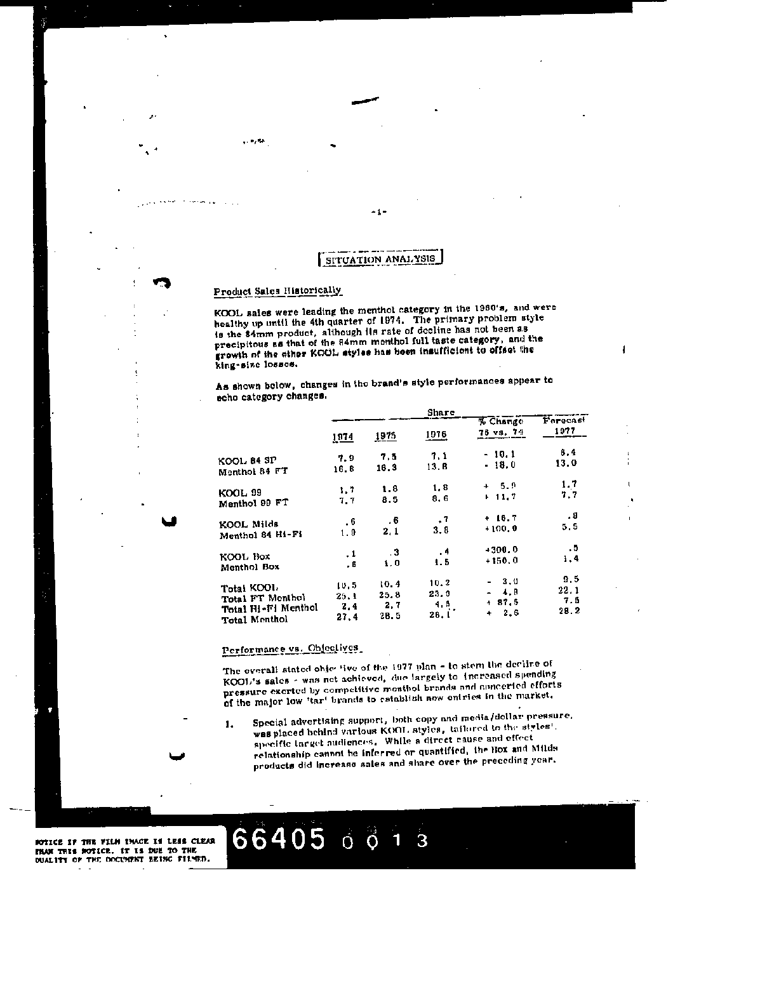 -1-
SITUATION ANALYSIS
Product Sales Historically
KOOL sales were leading the menthol category in the 1960's, and were
healthy up until the 4th quarter of 1974. The primary problem style
is the 84mm product, although its rate of decline has not been as
precipitous as that of the 84mm menthol full taste category, and the
growth of the other KOOL styles has been insufficient to offset the
king-size losses.
As shown below, changes in the brand's style performances appear to
echo category changes.
Share
% Change Forecast
1974 1975 1976 76 vs. 74 1977
KOOL 84 SP 7.9 7.5 7.1 - 10.1 6.4
Menthol 84 FT 16.8 16.3 13.8 - 18.0 13.0
KOOL 99 1.7 1.8 1.8 + 5.9 1.7
Menthol 99 FT 7.7 8.5 8.6 + 11.7 7.7
KOOL Milds .6 .6 .7 + 16.7 .8
Menthol 84 Hi-Fi 1.9 2.1 3.8 +100.0 5.5
KOOL Box .1 .3 .4 +300.0 .5
Menthol Box .6 1.0 1.5 +150.0 1.4
Total KOOL 10.5 10.4 10.2 - 3.0 9.5
Total FT Menthol 25.1 25.8 23.9 - 4.8 22.1
Total Hi-Fi Menthol 2.4 2.7 4.5 + 87.5 7.5
Total Menthol 27.4 28.5 28.1 + 2.6 28.2
Performance vs. Objectives
The overall stated obje 'ive of the 1977 plan - to stem the decline of
KOOL's sales - was not achieved, due largely to increased spending
pressure exerted by competitive menthol brands and concerted efforts
of the major low 'tar' brands to establish new entries in the market.
1. Special advertising support, both copy and media/dollar pressure,
was placed behind various KOOL styles, tailored to the styles'
specific target audiences. While a direct cause and effect
relationship cannot be inferred or quantified, the Box and Milds
products did increase sales and share over the preceding year.
NOTICE IF THE FILM IMAGE IS LESS CLEAR
THAN THIS NOTICE, IT IS DUE TO THE
QUALITY OF THE DOCUMENT BEING FILMED.
66405 0013